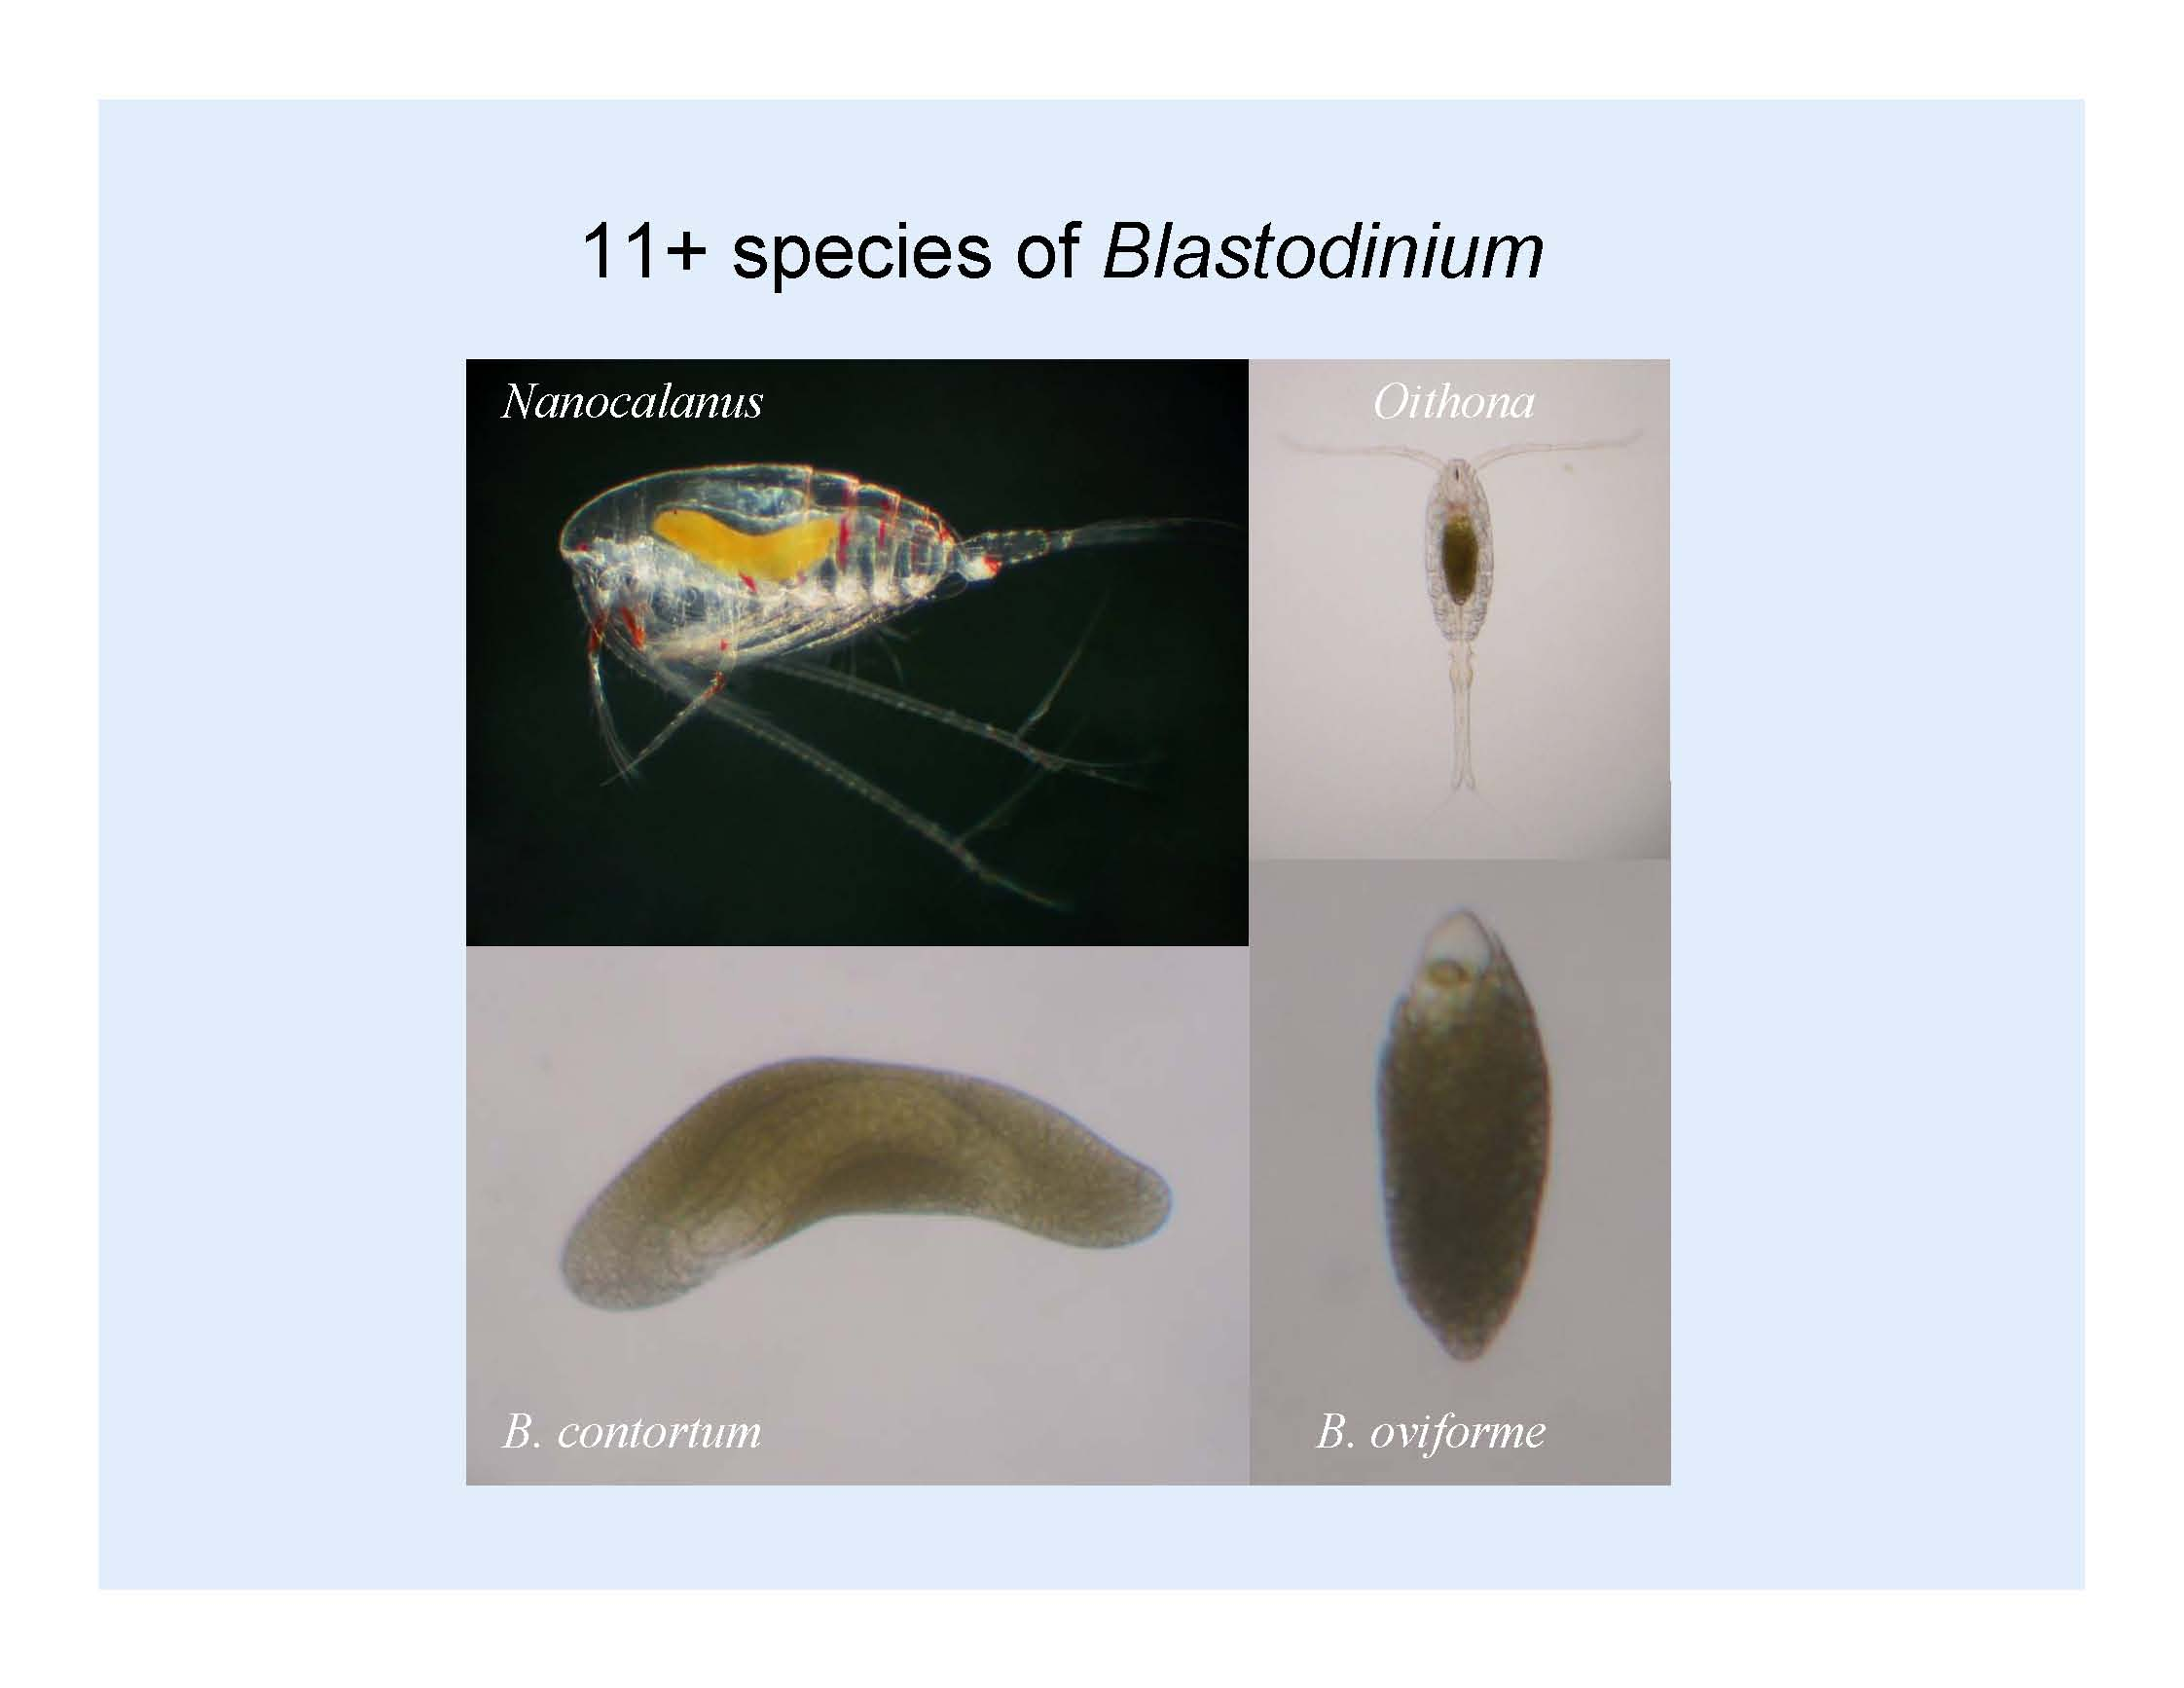 11+ species of Blastodinium
Nanocalanus
Oithona
B. contortum
B. oviforme